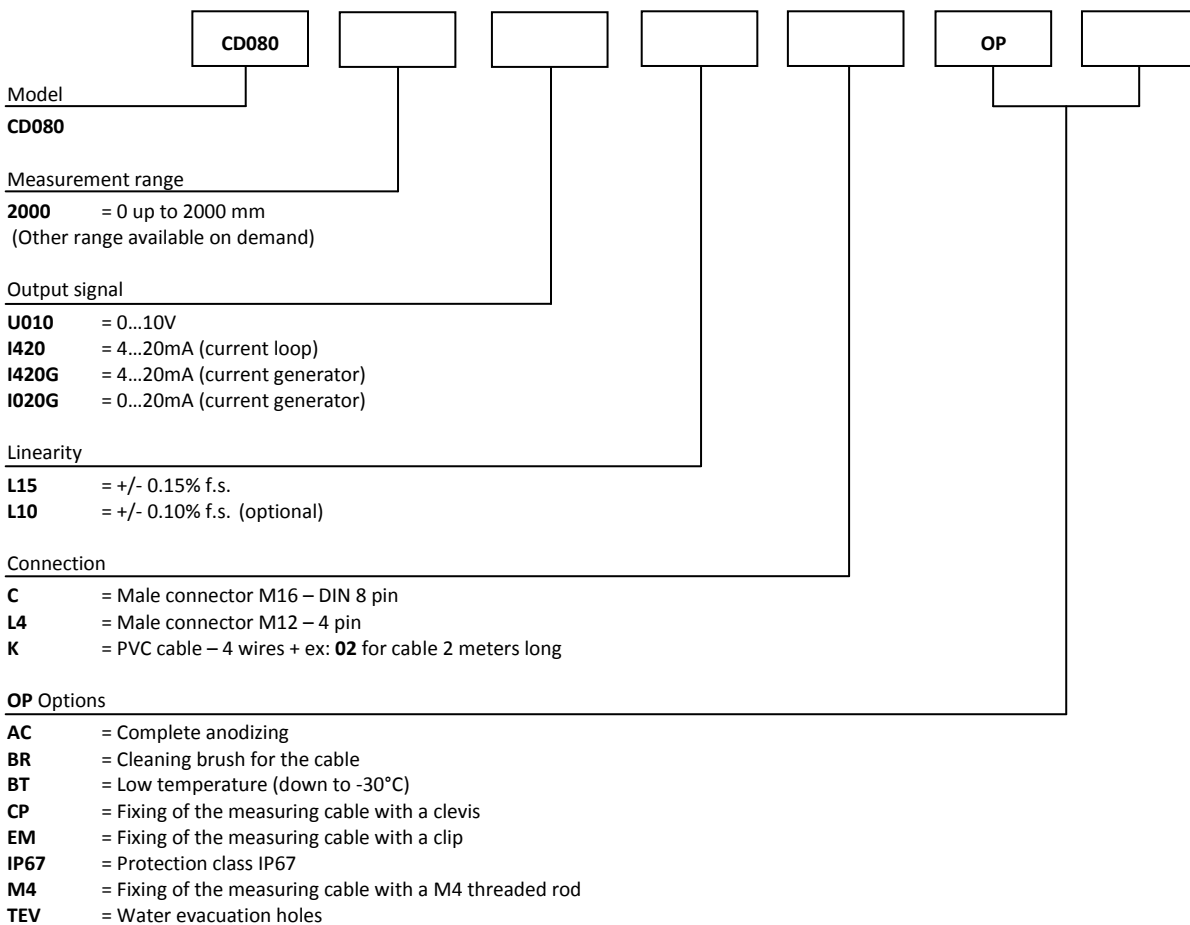 CD080 OP
Model
CD080
Measurement range
2000 = 0 up to 2000 mm
(Other range available on demand)
Output signal
U010 = 0...10V
I420 = 4...20mA (current loop)
I420G = 4...20mA (current generator)
I020G = 0...20mA (current generator)
Linearity
L15 = +/- 0.15% f.s.
L10 = +/- 0.10% f.s. (optional)
Connection
C = Male connector M16 – DIN 8 pin
L4 = Male connector M12 – 4 pin
K = PVC cable – 4 wires + ex: 02 for cable 2 meters long
OP Options
AC = Complete anodizing
BR = Cleaning brush for the cable
BT = Low temperature (down to -30°C)
CP = Fixing of the measuring cable with a clevis
EM = Fixing of the measuring cable with a clip
IP67 = Protection class IP67
M4 = Fixing of the measuring cable with a M4 threaded rod
TEV = Water evacuation holes